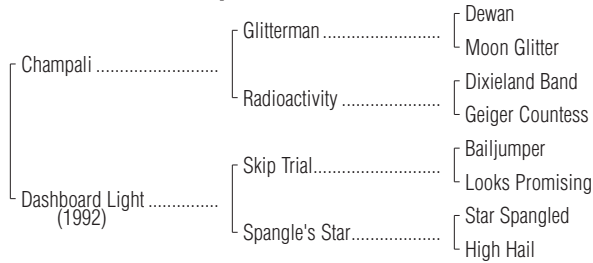 Dewan
Glitterman ........................
Moon Glitter
Champali .........................
Dixieland Band
Radioactivity ....................
Geiger Countess
Bailjumper
Skip Trial..........................
Looks Promising
Dashboard Light ...............
(1992)
Star Spangled
Spangle's Star..................
High Hail